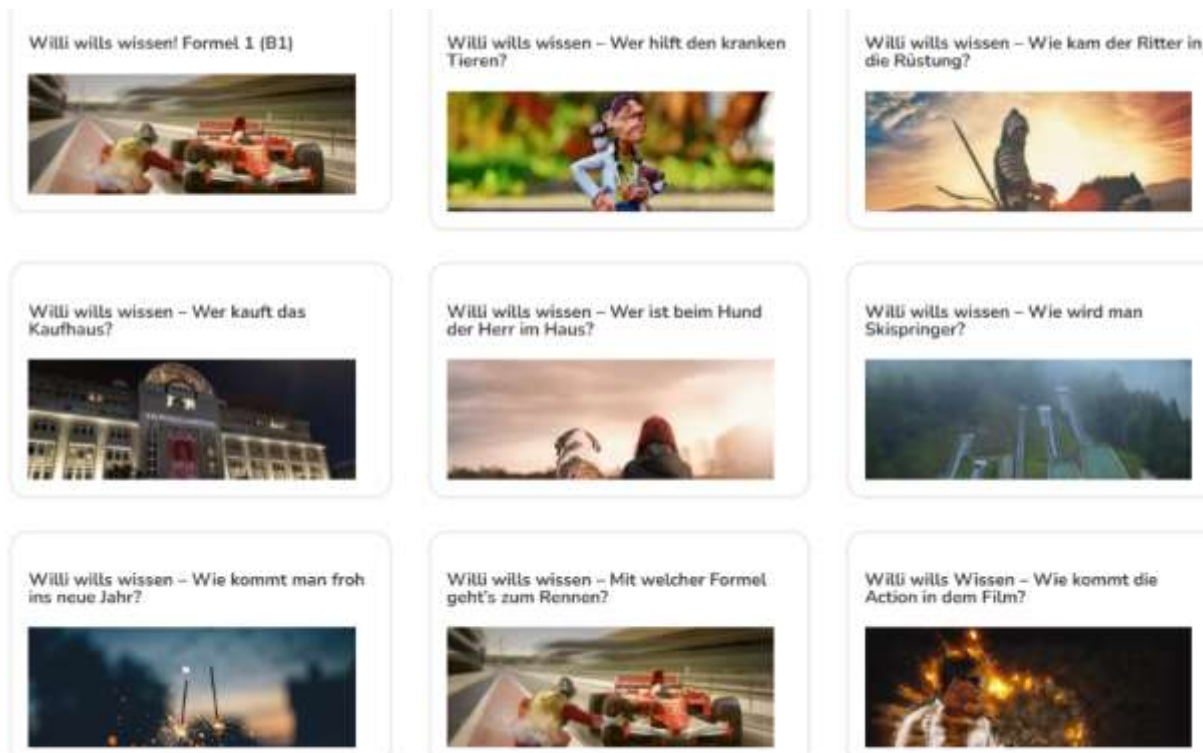 Willi wills wissen! Formel 1 (B1)
Willi wills wissen – Wer hilft den kranken
Tieren?
Willi wills wissen – Wie kam der Ritter in
die Rüstung?
Willi wills wissen – Wer kauft das
Kaufhaus?
Willi wills wissen – Wer ist beim Hund
der Herr im Haus?
Willi wills wissen – Wie wird man
Skispringer?
Willi wills wissen – Wie kommt man froh
ins neue Jahr?
Willi wills wissen – Mit welcher Formel
geht's zum Rennen?
Willi wills Wissen – Wie kommt die
Action in dem Film?